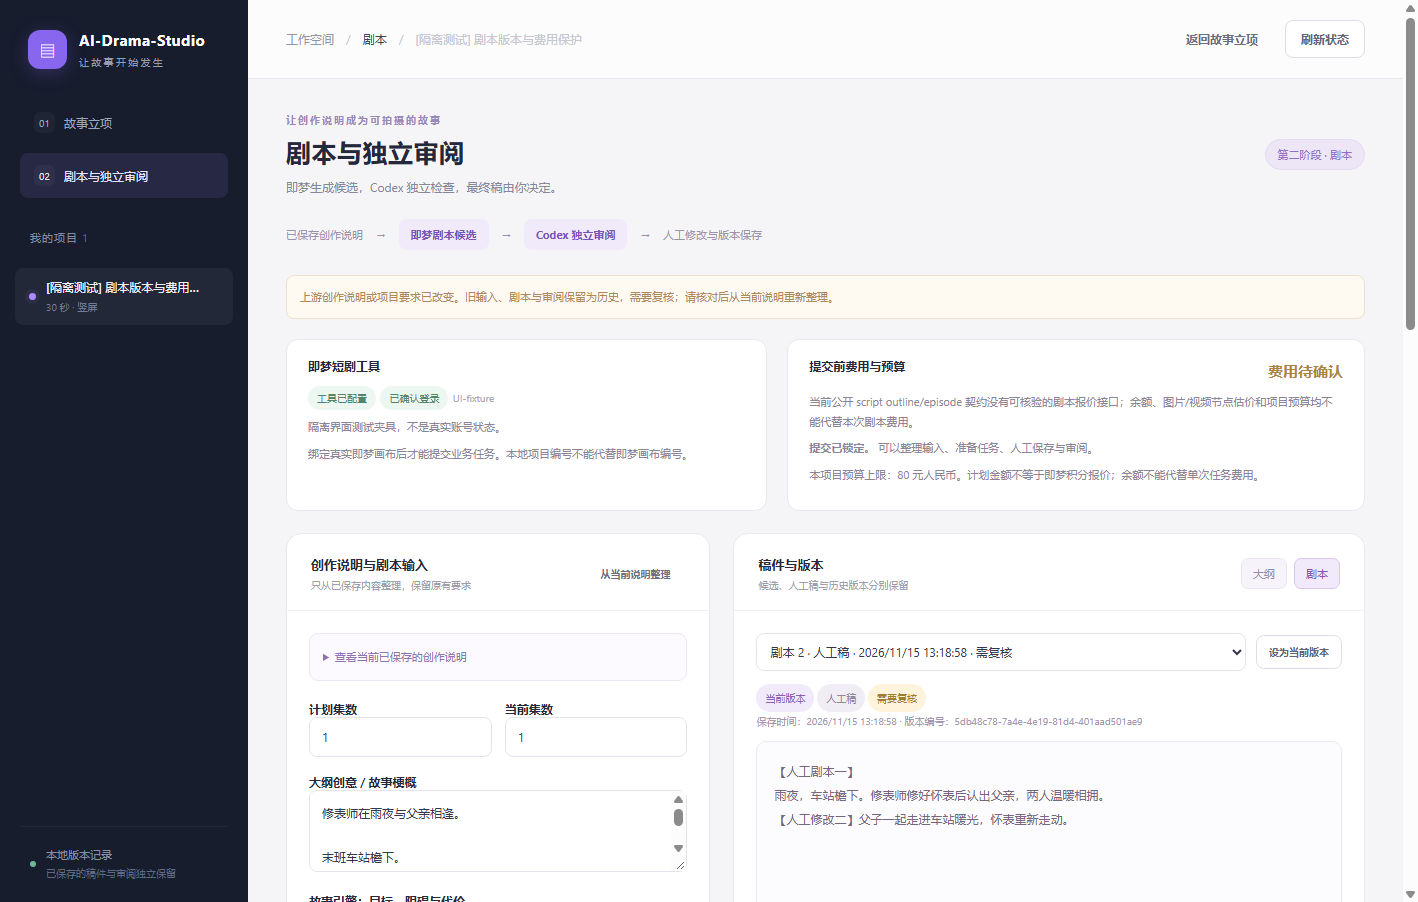 AI-Drama-Studio
让故事开始发生
01 故事立项
02 剧本与独立审阅
我的项目 1
[隔离测试] 剧本版本与费用...
30 秒 · 竖屏
本地版本记录
已保存的稿件与审阅独立保留
工作空间 / 剧本 / [隔离测试] 剧本版本与费用保护
返回故事立项
刷新状态
让创作说明成为可拍摄的故事
剧本与独立审阅
即梦生成候选，Codex 独立检查，最终稿由你决定。
第二阶段 · 剧本
已保存创作说明 → 即梦剧本候选 → Codex 独立审阅 → 人工修改与版本保存
上游创作说明或项目要求已改变。旧输入、剧本与审阅保留为历史，需要复核；请核对后从当前说明重新整理。
即梦短剧工具
工具已配置 已确认登录 UI-fixture
隔离界面测试夹具，不是真实账号状态。
绑定真实即梦画布后才能提交业务任务。本地项目编号不能代替即梦画布编号。
提交前费用与预算
费用待确认
当前公开 script outline/episode 契约没有可核验的剧本报价接口；余额、图片/视频节点估价和项目预算均不
能代替本次剧本费用。
提交已锁定。 可以整理输入、准备任务、人工保存与审阅。
本项目预算上限：80 元人民币。计划金额不等于即梦积分报价；余额不能代替单次任务费用。
创作说明与剧本输入
只从已保存内容整理，保留原有要求
从当前说明整理
▶ 查看当前已保存的创作说明
计划集数 当前集数
1 1
大纲创意 / 故事梗概
修表师在雨夜与父亲相逢。
末班车站檐下。
故事引擎：目标、阻碍与代价
稿件与版本
候选、人工稿与历史版本分别保留
大纲 剧本
剧本 2 · 人工稿 · 2026/11/15 13:18:58 · 需复核
设为当前版本
当前版本 人工稿 需要复核
保存时间：2026/11/15 13:18:58 · 版本编号：5db48c78-7a4e-4e19-81d4-401aad501ae9
【人工剧本一】
雨夜，车站檐下。修表师修好怀表后认出父亲，两人温暖相拥。
【人工修改二】父子一起走进车站暖光，怀表重新走动。